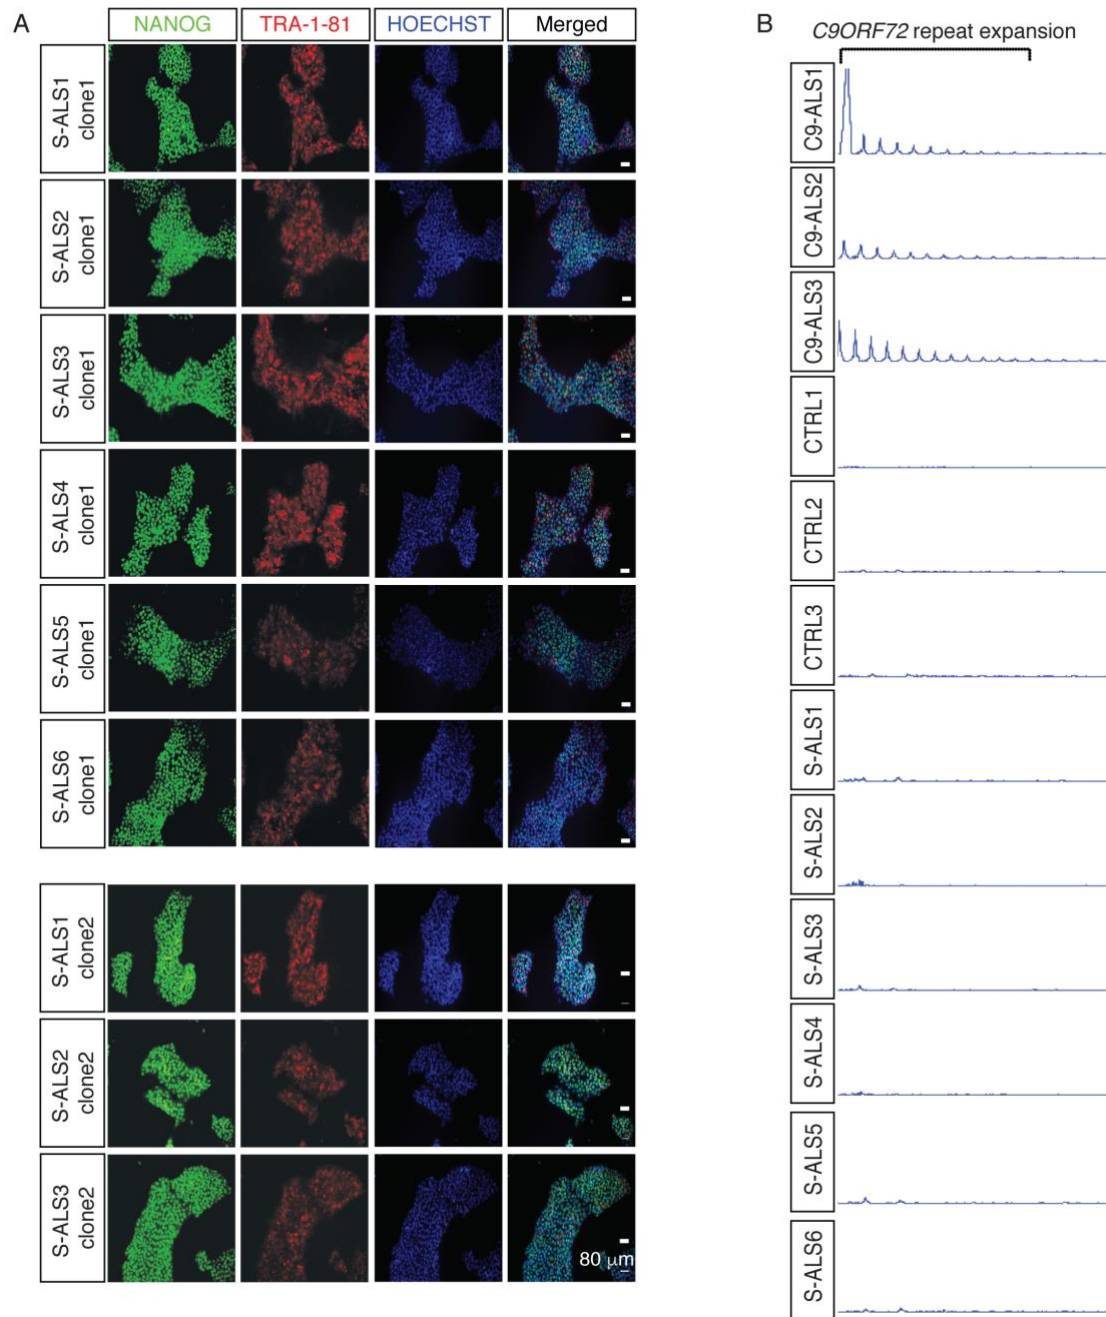 A
NANOG TRA-1-81 HOECHST Merged
S-ALS1
clone1
S-ALS2
clone1
S-ALS3
clone1
S-ALS4
clone1
S-ALS5
clone1
S-ALS6
clone1
S-ALS1
clone2
S-ALS2
clone2
S-ALS3
clone2
80 μm
B
C9ORF72 repeat expansion
C9-ALS1
C9-ALS2
C9-ALS3
CTRL1
CTRL2
CTRL3
S-ALS1
S-ALS2
S-ALS3
S-ALS4
S-ALS5
S-ALS6